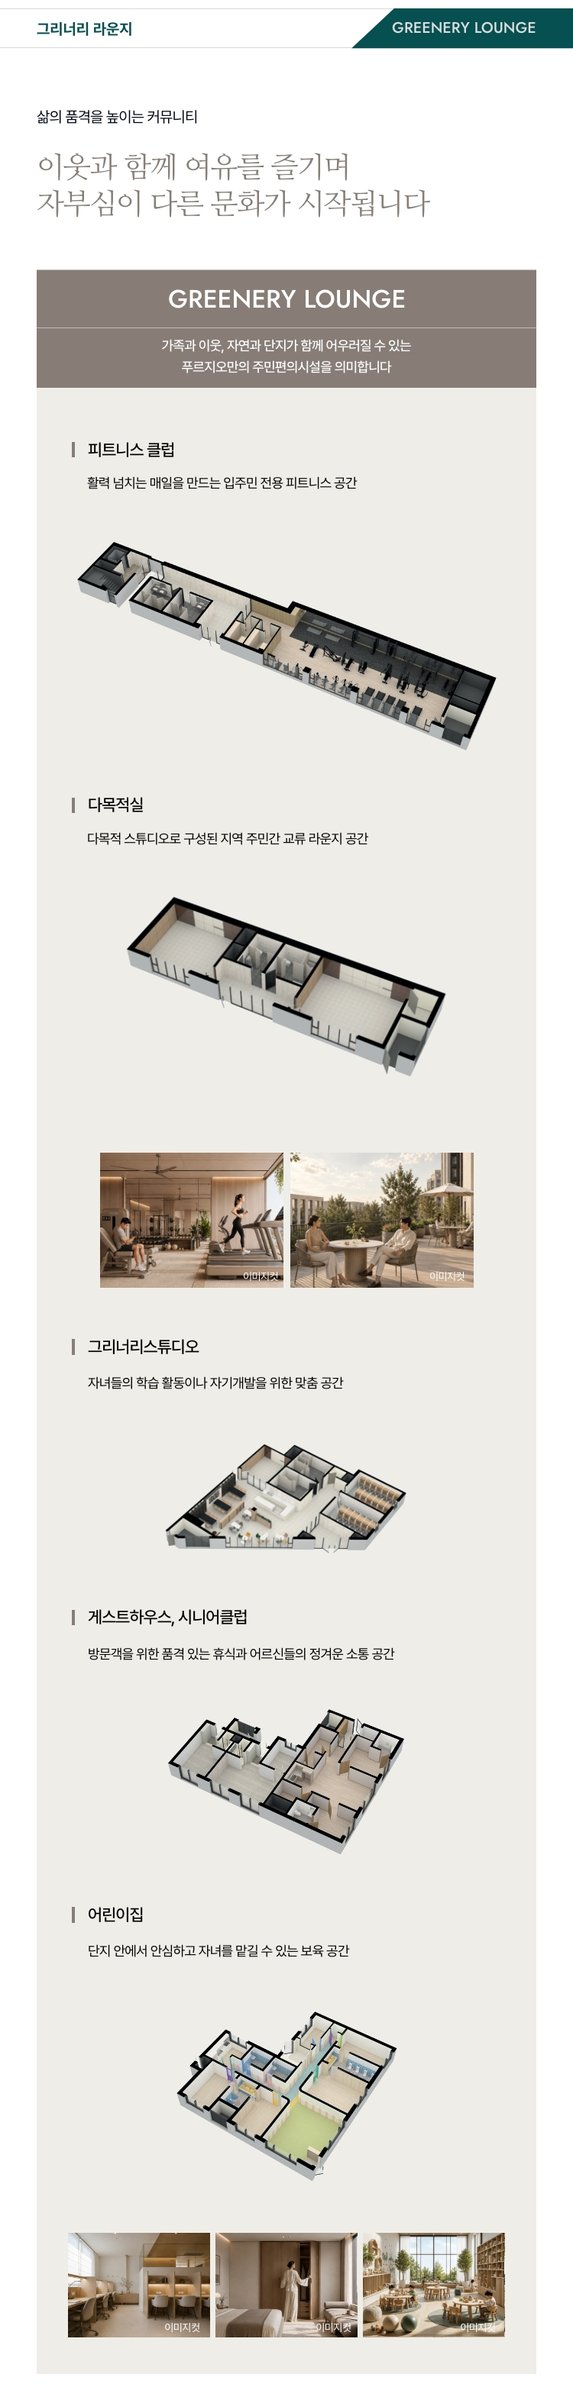 그리너리 라운지
GREENERY LOUNGE
삶의 품격을 높이는 커뮤니티
이웃과 함께 여유를 즐기며
자부심이 다른 문화가 시작됩니다
GREENERY LOUNGE
가족과 이웃, 자연과 단지가 함께 어우러질 수 있는
푸르지오만의 주민편의시설을 의미합니다
피트니스 클럽
활력 넘치는 매일을 만드는 입주민 전용 피트니스 공간
다목적실
다목적 스튜디오로 구성된 지역 주민간 교류 라운지 공간
이미지컷
이미지컷
그리너리스튜디오
자녀들의 학습 활동이나 자기개발을 위한 맞춤 공간
게스트하우스, 시니어클럽
방문객을 위한 품격 있는 휴식과 어르신들의 정겨운 소통 공간
어린이집
단지 안에서 안심하고 자녀를 맡길 수 있는 보육 공간
이미지컷
이미지컷
이미지컷